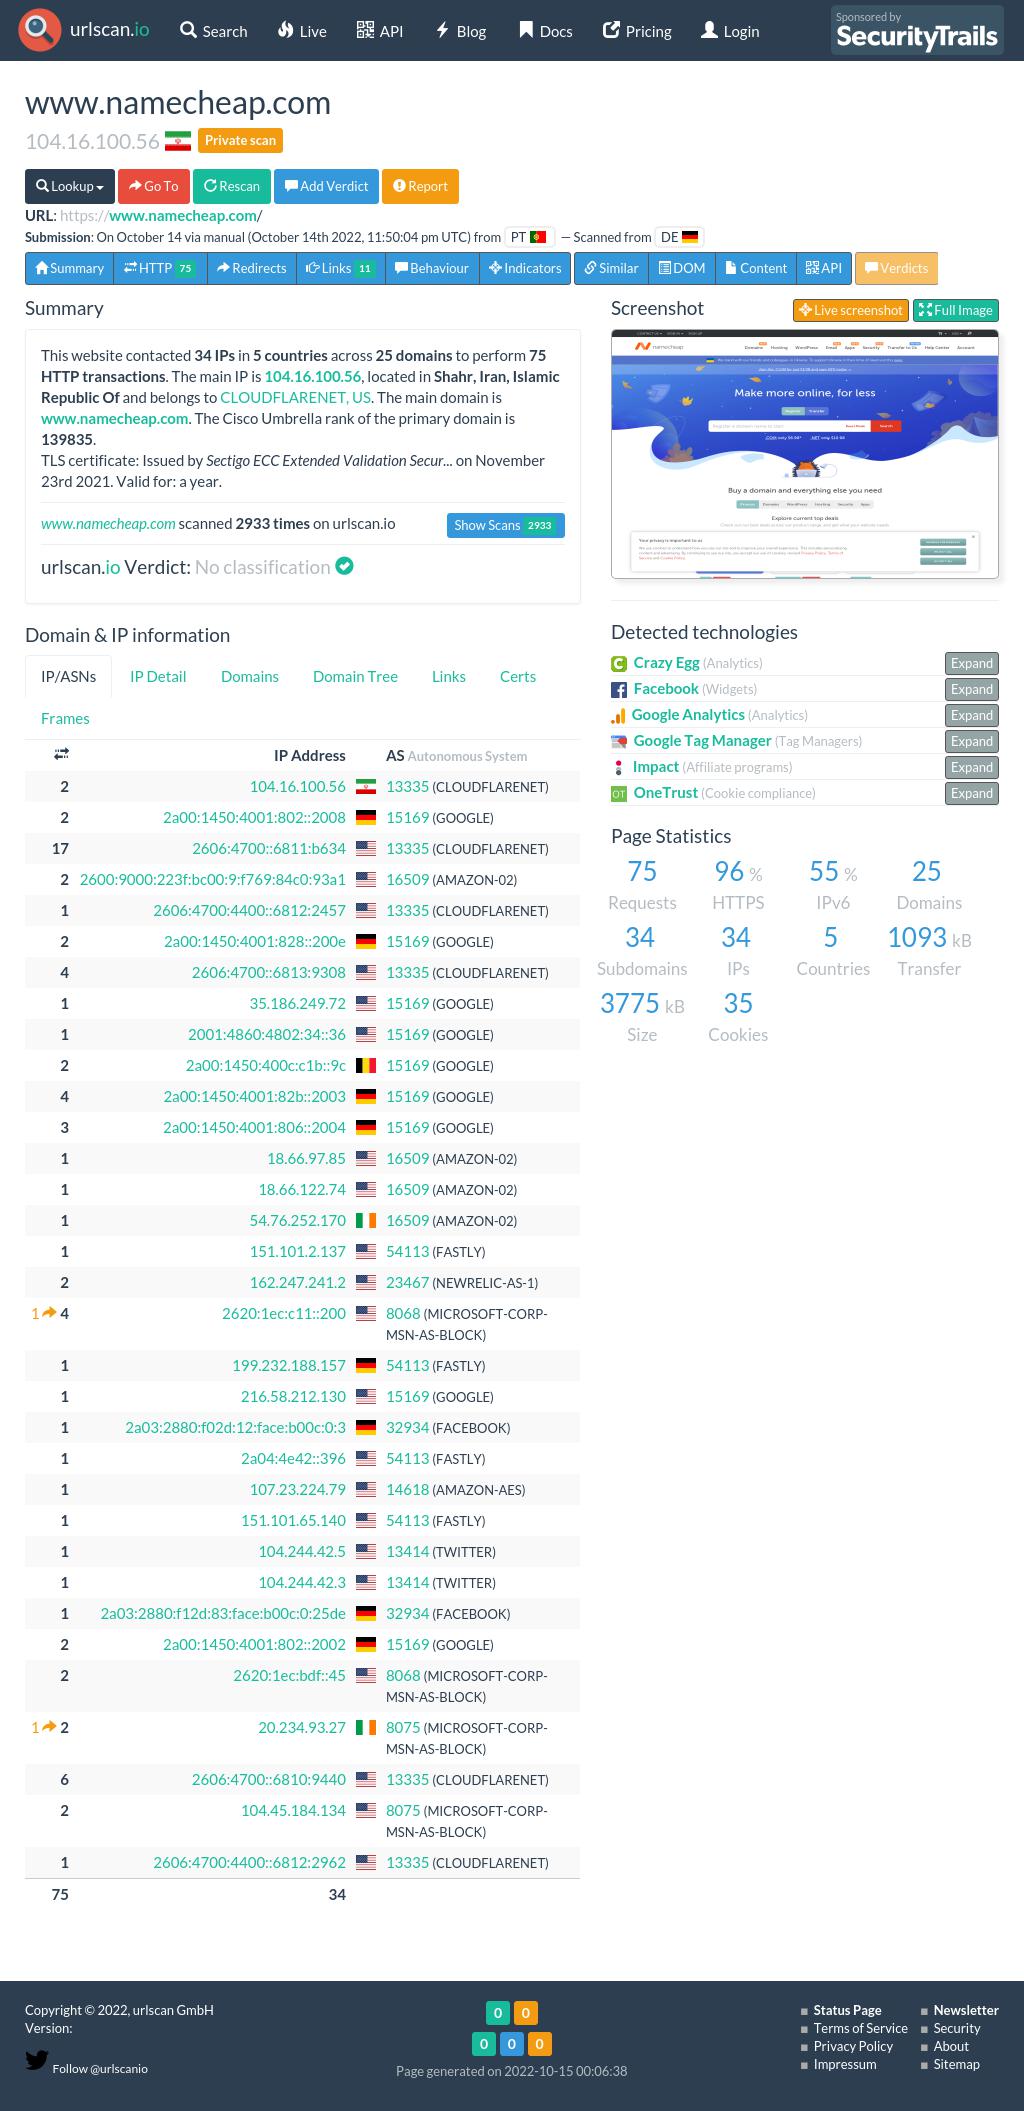 urlscan.io
Search
Live
API
Blog
Docs
Pricing
Login
Sponsored by
SecurityTrails
www.namecheap.com
104.16.100.56 Private scan
Lookup Go To Rescan Add Verdict Report
URL: https://www.namecheap.com/
Submission: On October 14 via manual (October 14th 2022, 11:50:04 pm UTC) from PT — Scanned from DE
Summary HTTP 75 Redirects Links 11 Behaviour Indicators Similar DOM Content API Verdicts
Summary
This website contacted 34 IPs in 5 countries across 25 domains to perform 75
HTTP transactions. The main IP is 104.16.100.56, located in Shahr, Iran, Islamic
Republic Of and belongs to CLOUDFLARENET, US. The main domain is
www.namecheap.com. The Cisco Umbrella rank of the primary domain is
139835.
TLS certificate: Issued by Sectigo ECC Extended Validation Secur... on November
23rd 2021. Valid for: a year.
www.namecheap.com scanned 2933 times on urlscan.io Show Scans 2933
urlscan.io Verdict: No classification
Screenshot
Live screenshot Full Image
namecheap
Make more online, for less
Buy a domain and everything else you need
Explore current top deals
Your privacy is important to us
Domain & IP information
IP/ASNs IP Detail Domains Domain Tree Links Certs
Frames
IP Address AS Autonomous System
2 104.16.100.56 13335 (CLOUDFLARENET)
2 2a00:1450:4001:802::2008 15169 (GOOGLE)
17 2606:4700::6811:b634 13335 (CLOUDFLARENET)
2 2600:9000:223f:bc00:9:f769:84c0:93a1 16509 (AMAZON-02)
1 2606:4700:4400::6812:2457 13335 (CLOUDFLARENET)
2 2a00:1450:4001:828::200e 15169 (GOOGLE)
4 2606:4700::6813:9308 13335 (CLOUDFLARENET)
1 35.186.249.72 15169 (GOOGLE)
1 2001:4860:4802:34::36 15169 (GOOGLE)
2 2a00:1450:400c:c1b::9c 15169 (GOOGLE)
4 2a00:1450:4001:82b::2003 15169 (GOOGLE)
3 2a00:1450:4001:806::2004 15169 (GOOGLE)
1 18.66.97.85 16509 (AMAZON-02)
1 18.66.122.74 16509 (AMAZON-02)
1 54.76.252.170 16509 (AMAZON-02)
1 151.101.2.137 54113 (FASTLY)
2 162.247.241.2 23467 (NEWRELIC-AS-1)
1 4 2620:1ec:c11::200 8068 (MICROSOFT-CORP-
MSN-AS-BLOCK)
1 199.232.188.157 54113 (FASTLY)
1 216.58.212.130 15169 (GOOGLE)
1 2a03:2880:f02d:12:face:b00c:0:3 32934 (FACEBOOK)
1 2a04:4e42::396 54113 (FASTLY)
1 107.23.224.79 14618 (AMAZON-AES)
1 151.101.65.140 54113 (FASTLY)
1 104.244.42.5 13414 (TWITTER)
1 104.244.42.3 13414 (TWITTER)
1 2a03:2880:f12d:83:face:b00c:0:25de 32934 (FACEBOOK)
2 2a00:1450:4001:802::2002 15169 (GOOGLE)
2 2620:1ec:bdf::45 8068 (MICROSOFT-CORP-
MSN-AS-BLOCK)
1 2 20.234.93.27 8075 (MICROSOFT-CORP-
MSN-AS-BLOCK)
6 2606:4700::6810:9440 13335 (CLOUDFLARENET)
2 104.45.184.134 8075 (MICROSOFT-CORP-
MSN-AS-BLOCK)
1 2606:4700:4400::6812:2962 13335 (CLOUDFLARENET)
75 34
Detected technologies
Crazy Egg (Analytics) Expand
Facebook (Widgets) Expand
Google Analytics (Analytics) Expand
Google Tag Manager (Tag Managers) Expand
Impact (Affiliate programs) Expand
OT OneTrust (Cookie compliance) Expand
Page Statistics
75 96 % 55 % 25
Requests HTTPS IPv6 Domains
34 34 5 1093 kB
Subdomains IPs Countries Transfer
3775 kB 35
Size Cookies
Copyright © 2022, urlscan GmbH
Version:
Follow @urlscanio
0 0
0 0 0
Page generated on 2022-10-15 00:06:38
Status Page
Terms of Service
Privacy Policy
Impressum
Newsletter
Security
About
Sitemap